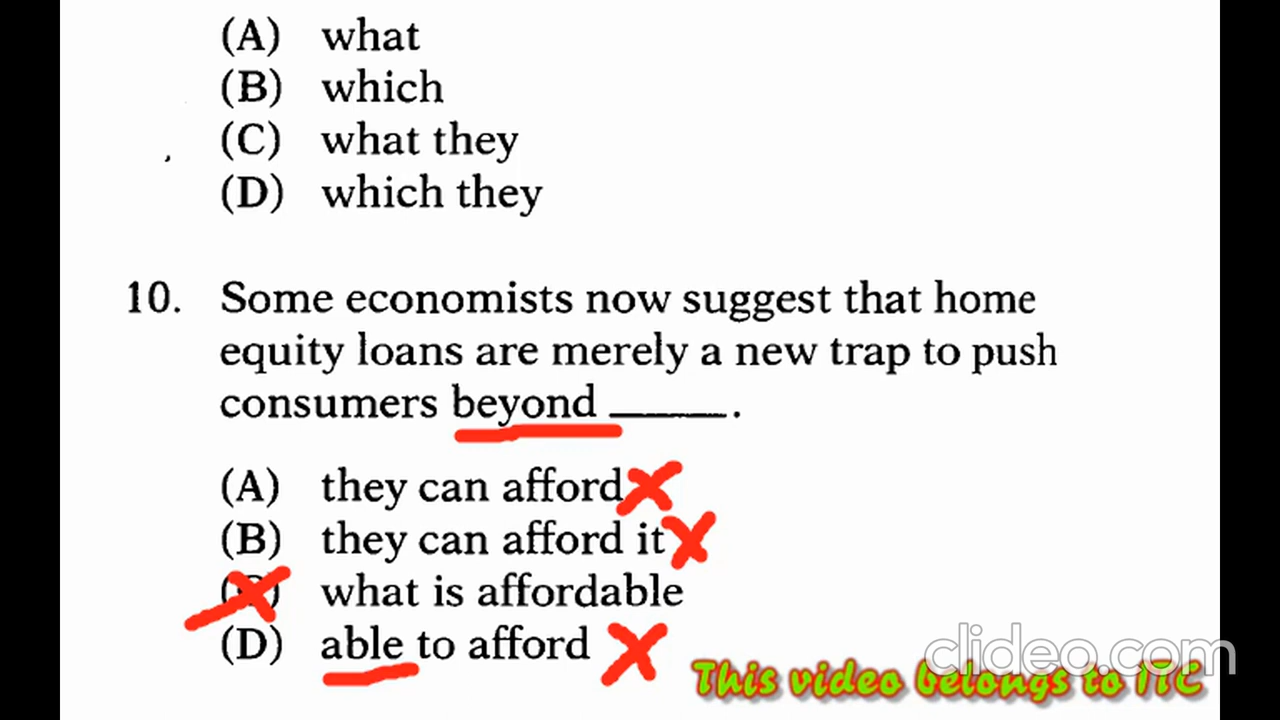 (A) what
(B) which
(C) what they
(D) which they
10. Some economists now suggest that home
equity loans are merely a new trap to push
consumers beyond ______.
(A) they can afford
(B) they can afford it
what is affordable
(D) able to afford
clideo.com
This video belongs to ITC